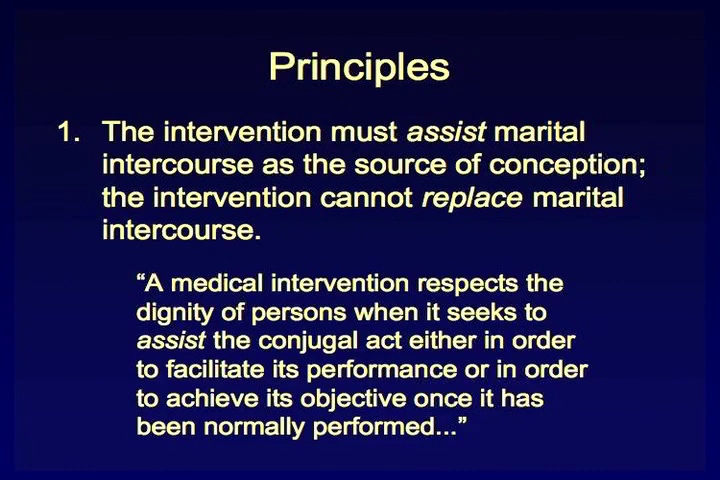 Principles
1. The intervention must assist marital
intercourse as the source of conception;
the intervention cannot replace marital
intercourse.
“A medical intervention respects the
dignity of persons when it seeks to
assist the conjugal act either in order
to facilitate its performance or in order
to achieve its objective once it has
been normally performed...”